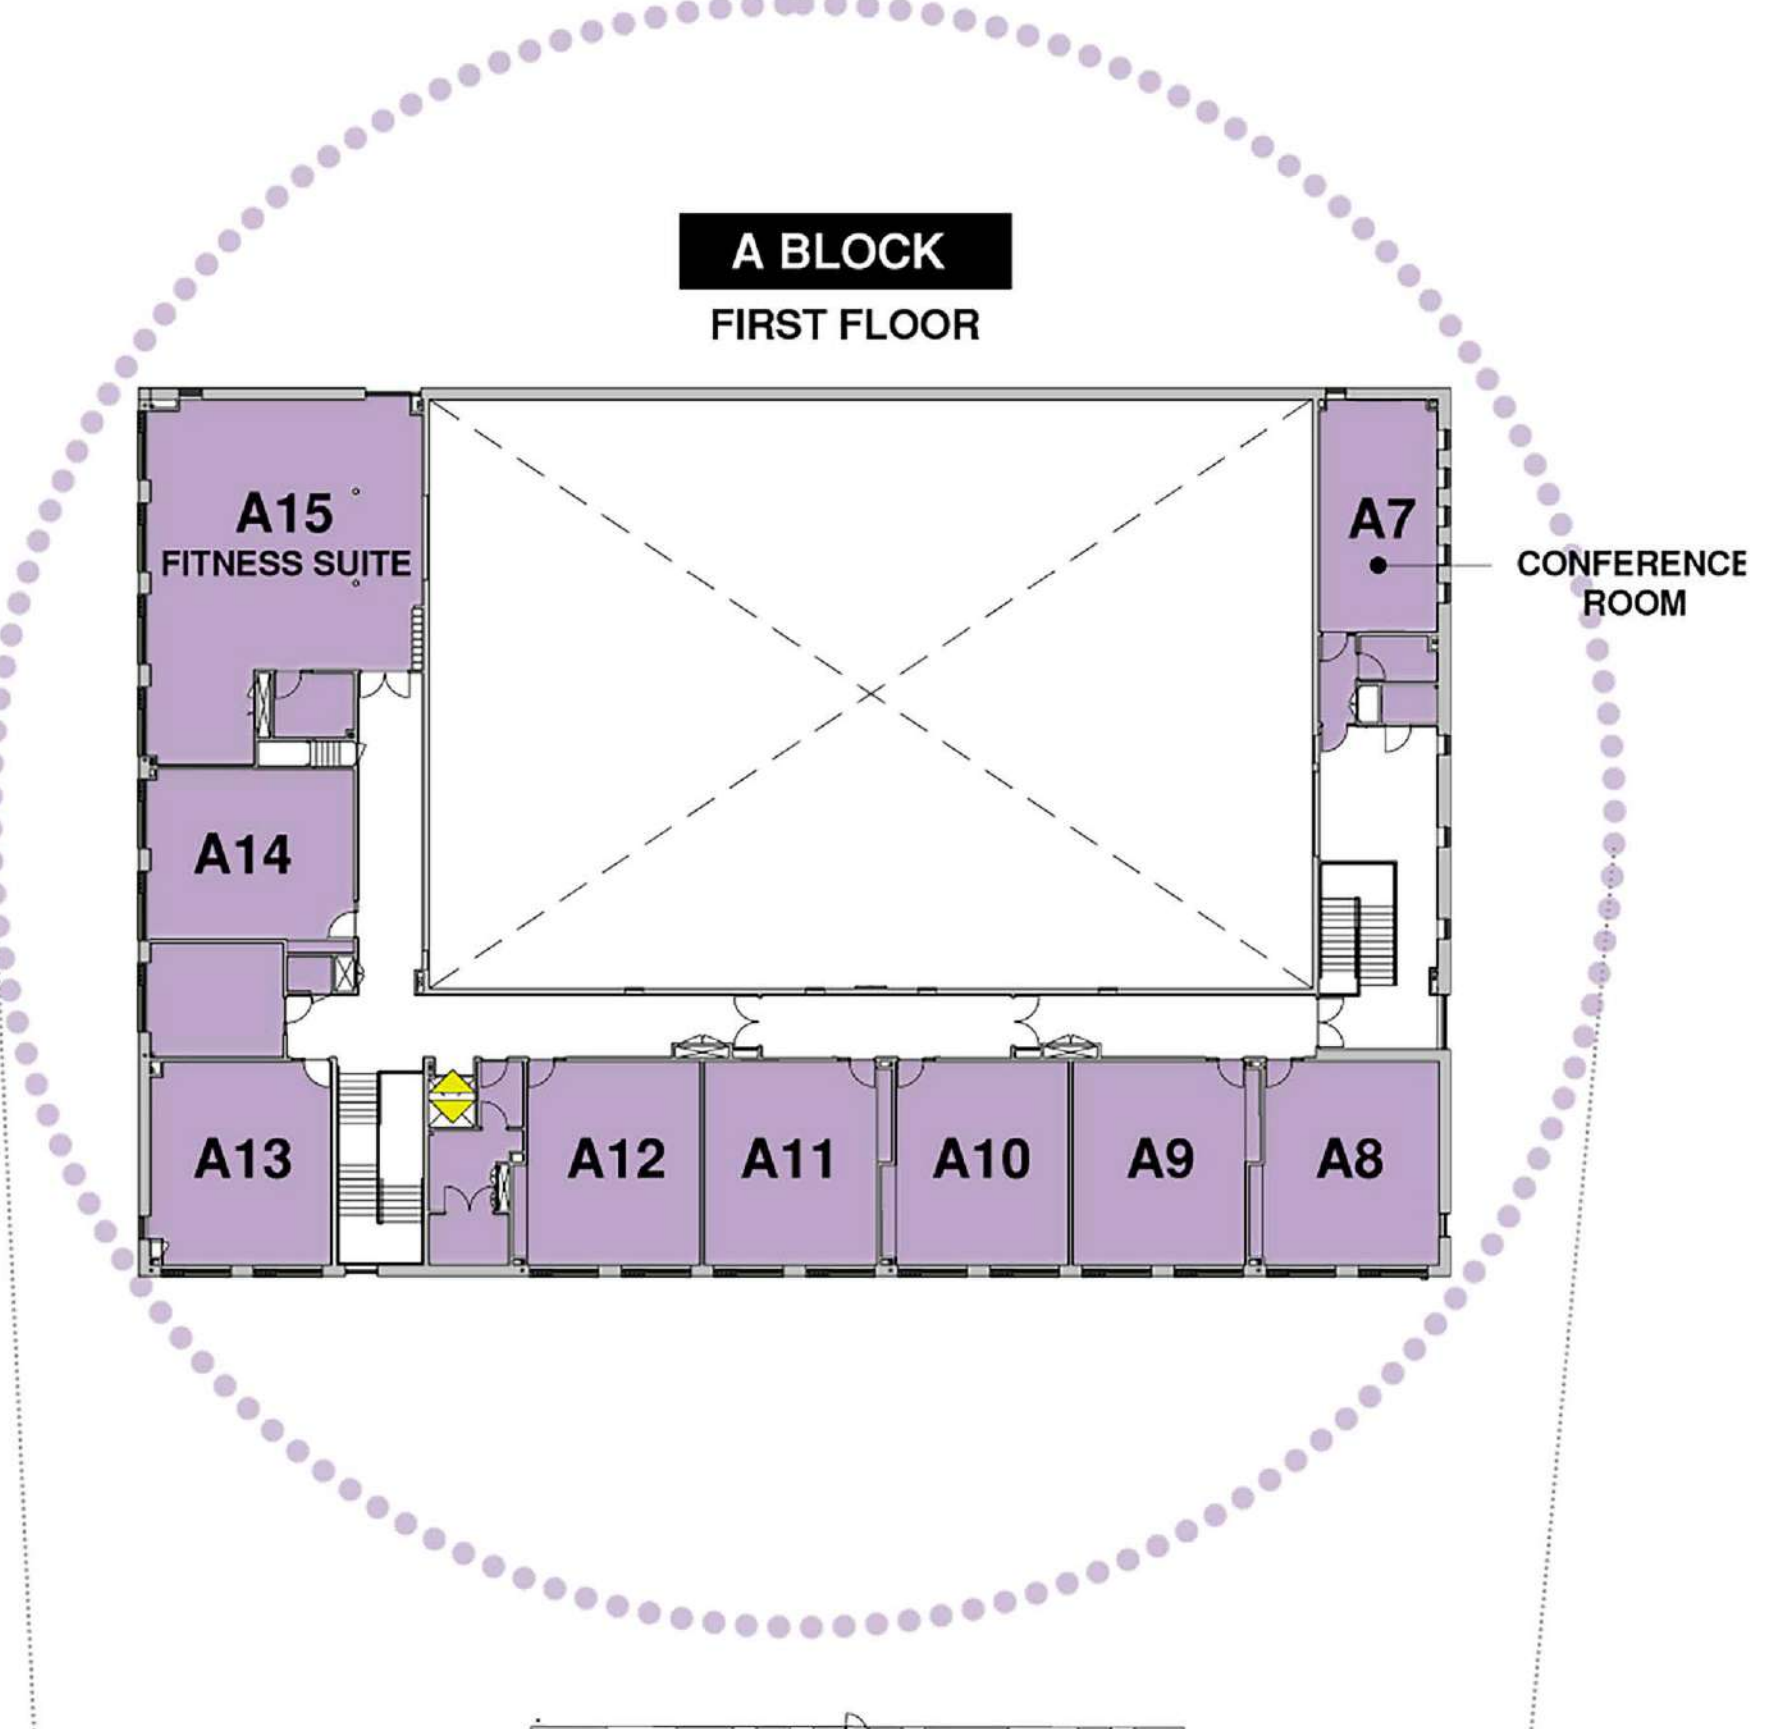 A BLOCK
FIRST FLOOR
A15
FITNESS SUITE
A7
CONFERENCE
ROOM
A14
A13
A12
A11
A10
A9
A8